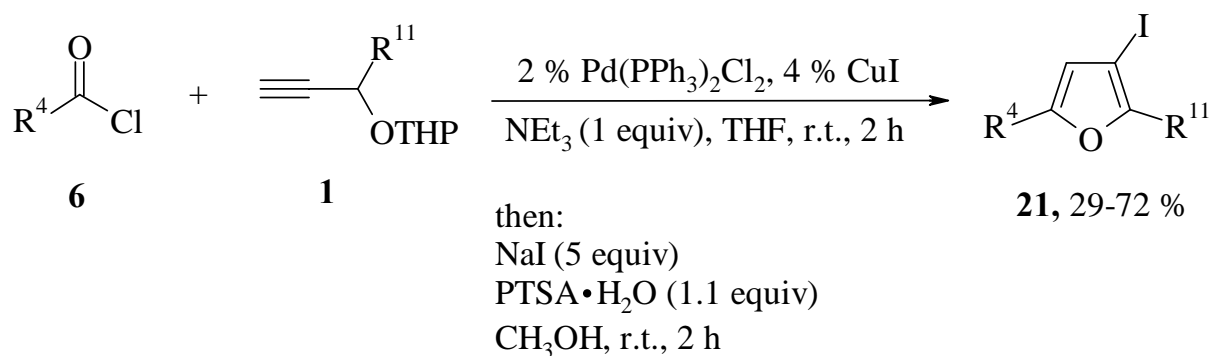 O
R⁴
Cl
6
+
R¹¹
OTHP
1
2 % Pd(PPh₃)₂Cl₂, 4 % CuI
NEt₃ (1 equiv), THF, r.t., 2 h
then:
NaI (5 equiv)
PTSA•H₂O (1.1 equiv)
CH₃OH, r.t., 2 h
I
R⁴
O
R¹¹
21, 29-72 %